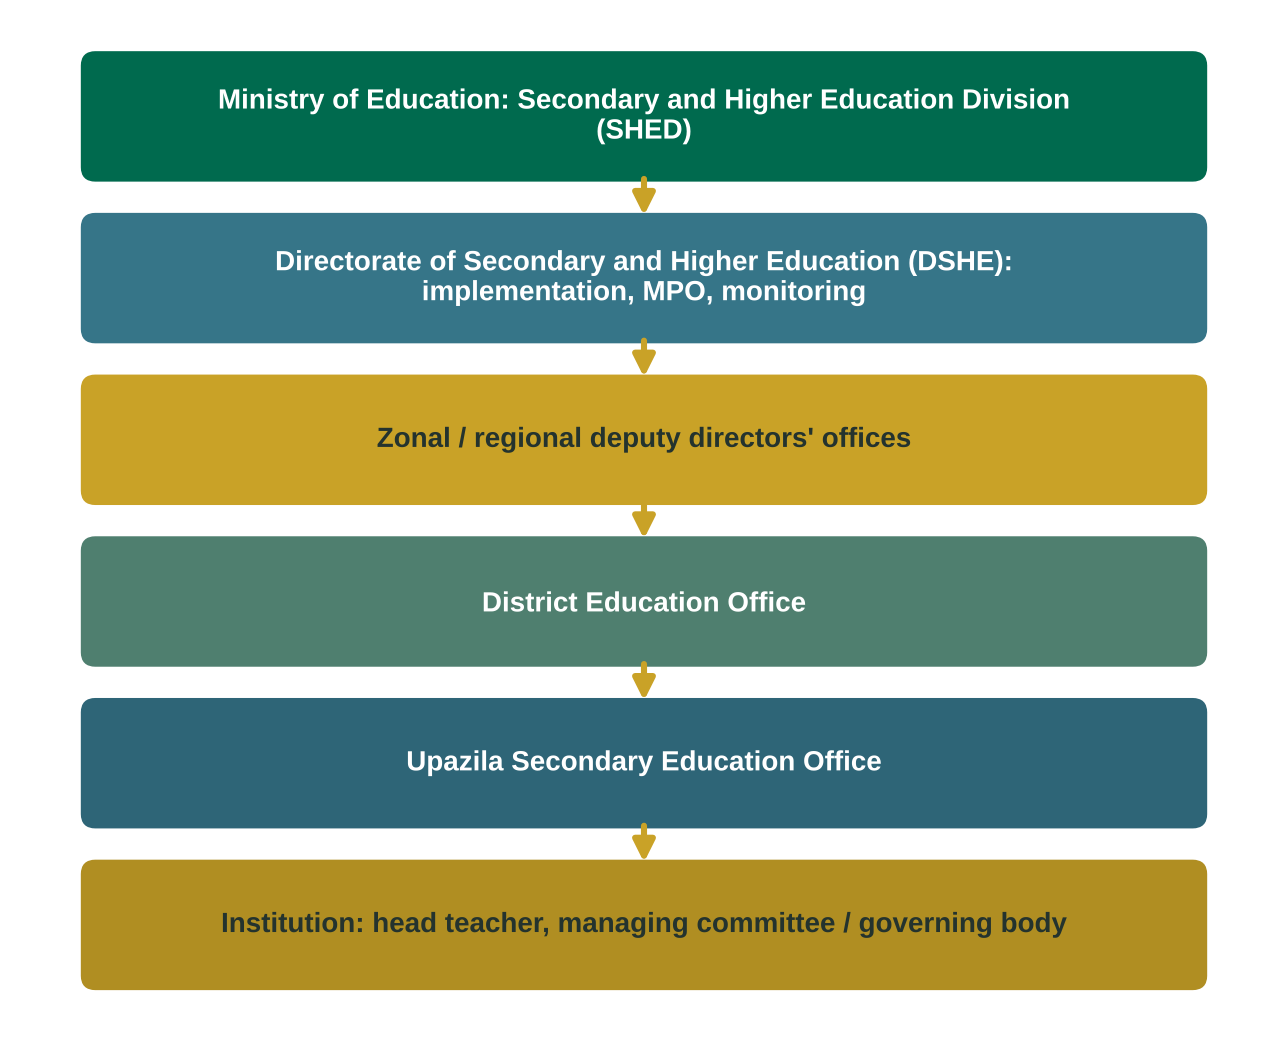 Ministry of Education: Secondary and Higher Education Division
(SHED)
Directorate of Secondary and Higher Education (DSHE):
implementation, MPO, monitoring
Zonal / regional deputy directors' offices
District Education Office
Upazila Secondary Education Office
Institution: head teacher, managing committee / governing body